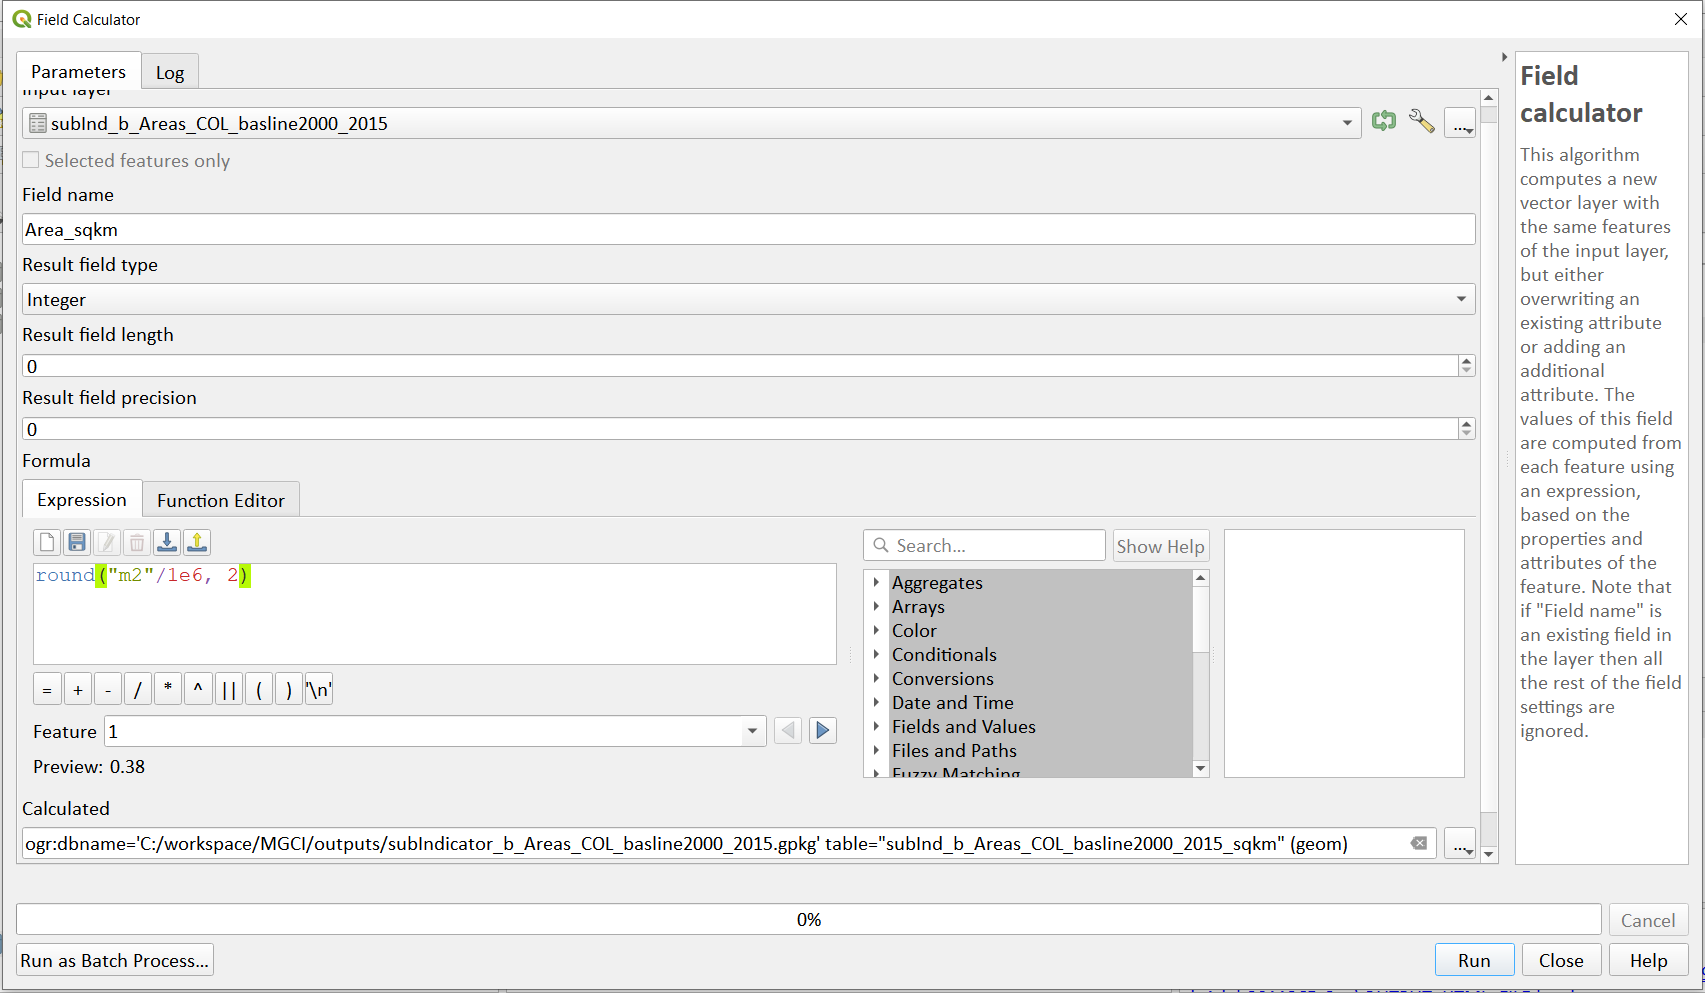 Field Calculator
Parameters
Log
Input layer
subInd_b_Areas_COL_basline2000_2015
...
Selected features only
Field name
Area_sqkm
Result field type
Integer
Result field length
0
Result field precision
0
Formula
Expression
Function Editor
round("m2"/1e6, 2)
= + - / * ^ || ( ) '\n'
Feature 1
Preview: 0.38
Search...
Show Help
Aggregates
Arrays
Color
Conditionals
Conversions
Date and Time
Fields and Values
Files and Paths
Fuzzy Matching
Calculated
ogr:dbname='C:/workspace/MGCI/outputs/subIndicator_b_Areas_COL_basline2000_2015.gpkg' table="subInd_b_Areas_COL_basline2000_2015_sqkm" (geom)
...
Field
calculator
This algorithm
computes a new
vector layer with
the same features
of the input layer,
but either
overwriting an
existing attribute
or adding an
additional
attribute. The
values of this field
are computed from
each feature using
an expression,
based on the
properties and
attributes of the
feature. Note that
if "Field name" is
an existing field in
the layer then all
the rest of the field
settings are
ignored.
0%
Cancel
Run as Batch Process...
Run
Close
Help